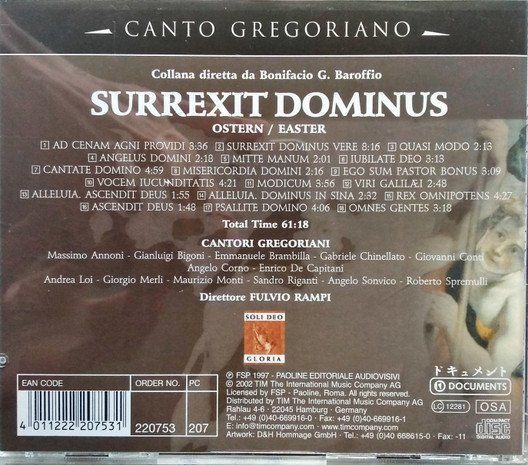 CANTO GREGORIANO
Collana diretta da Bonifacio G. Baroffio
SURREXIT DOMINUS
OSTERN / EASTER
1 AD CENAM AGNI PROVIDI 3:36 2 SURREXIT DOMINUS VERE 8:16 3 QUASI MODO 2:13
4 ANGELUS DOMINI 2:18 5 MITTE MANUM 2:01 6 IUBILATE DEO 3:13
7 CANTATE DOMINO 4:59 8 MISERICORDIA DOMINI 2:16 9 EGO SUM PASTOR BONUS 3:09
10 VOCEM IUCUNDITATIS 4:21 11 MODICUM 3:56 12 VIRI GALILÆI 2:48
13 ALLELUIA. ASCENDIT DEUS 1:55 14 ALLELUIA. DOMINUS IN SINA 2:32 15 REX OMNIPOTENS 4:27
16 ASCENDIT DEUS 1:48 17 PSALLITE DOMINO 4:06 18 OMNES GENTES 3:18
Total Time 61:18
CANTORI GREGORIANI
Massimo Annoni - Gianluigi Bigoni - Emmanuele Brambilla - Gabriele Chinellato - Giovanni Conti
Angelo Corno - Enrico De Capitani
Andrea Loi - Giorgio Merli - Maurizio Monti - Sandro Riganti - Angelo Sonvico - Roberto Spremulli
Direttore FULVIO RAMPI
SOLI DEO
GLORIA
EAN CODE ORDER NO. PC
4 011222 207531 220753 207
℗ FSP 1997 - PAOLINE EDITORIALE AUDIOVISIVI
© 2002 TIM The International Music Company AG
Licensed by FSP - Paoline, Roma. All rights reserved.
Distributed by TIM The International Music Company AG
Rahlau 4-6 - 22045 Hamburg - Germany
Tel.: +49 (0)40-669916-0 - Fax: +49 (0)40-669916-1
E: info@timcompany.com - www.timcompany.com
Artwork: D&H Hommage GmbH - Tel.: +49 (0)40 668615-0 - Fax: -11
ドキュメント
DOCUMENTS
LC 12281 OSA
COMPACT
disc
DIGITAL AUDIO